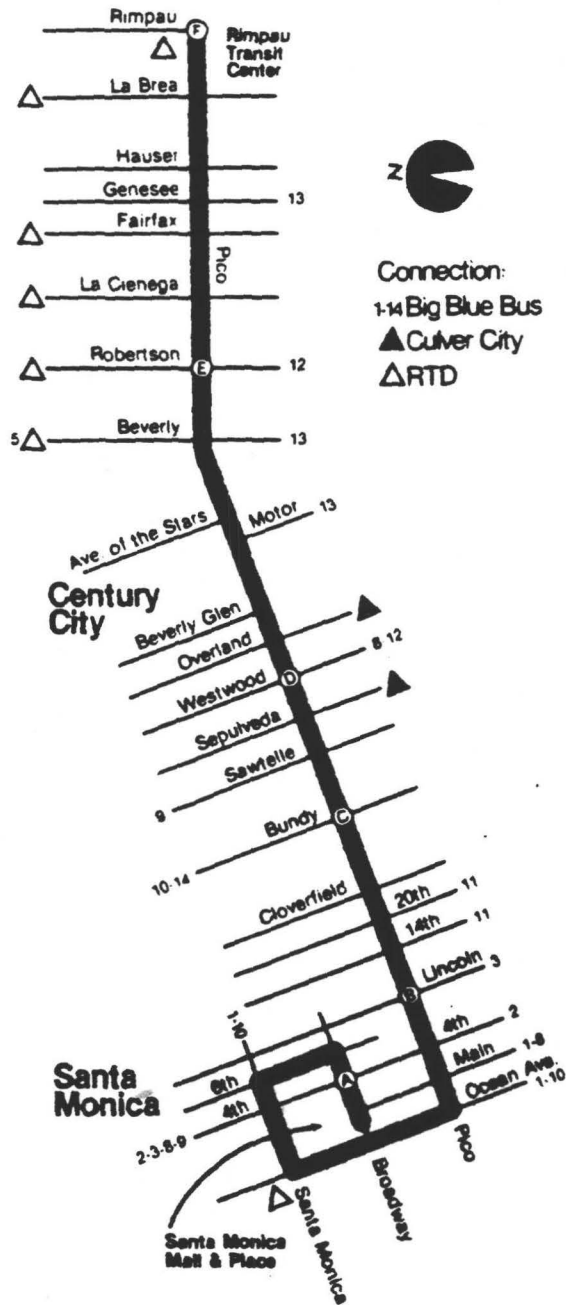 Rimpau
F
Rimpau
Transit
Center
La Brea
Hauser
Genesee
13
Fairfax
Pico
La Cienega
Robertson
E
12
5
Beverly
13
N
Connection:
1-14 Big Blue Bus
Culver City
RTD
Ave. of the Stars
Motor
13
Century
City
Beverly Glen
Overland
Westwood
D
8-12
Sepulveda
Sawtelle
9
Bundy
C
10-14
Cloverfield
20th
11
14th
11
Lincoln
3
B
1-10
4th
2
Main
1-8
Ocean Ave.
1-10
Santa
Monica
6th
4th
A
2-3-8-9
Pico
Broadway
Santa Monica
Santa Monica
Mall & Place